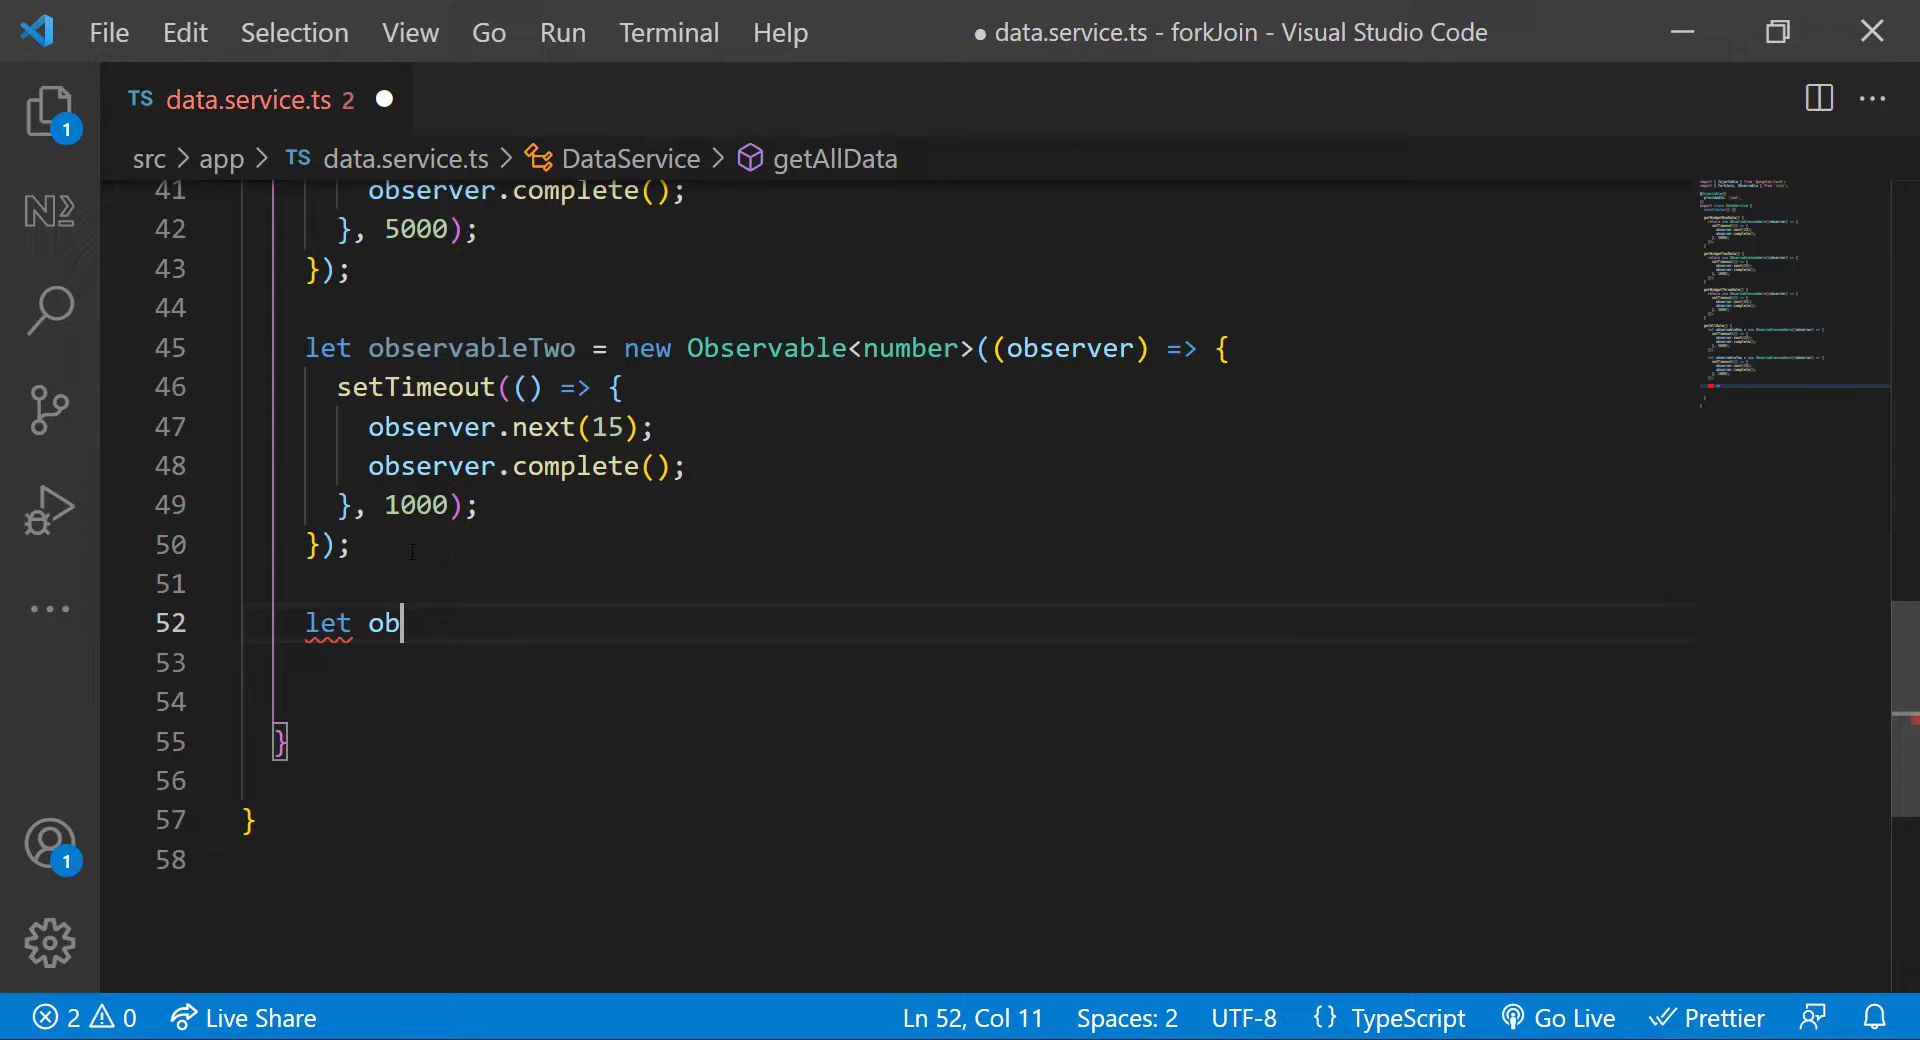 File Edit Selection View Go Run Terminal Help ● data.service.ts - forkJoin - Visual Studio Code
TS data.service.ts 2 ●
src > app > TS data.service.ts > DataService > getAllData
41 observer.complete();
42 }, 5000);
43 });
44
45 let observableTwo = new Observable<number>((observer) => {
46 setTimeout(() => {
47 observer.next(15);
48 observer.complete();
49 }, 1000);
50 });
51
52 let ob
53
54
55 }
56
57 }
58
1
1
2 0 Live Share Ln 52, Col 11 Spaces: 2 UTF-8 {} TypeScript Go Live Prettier